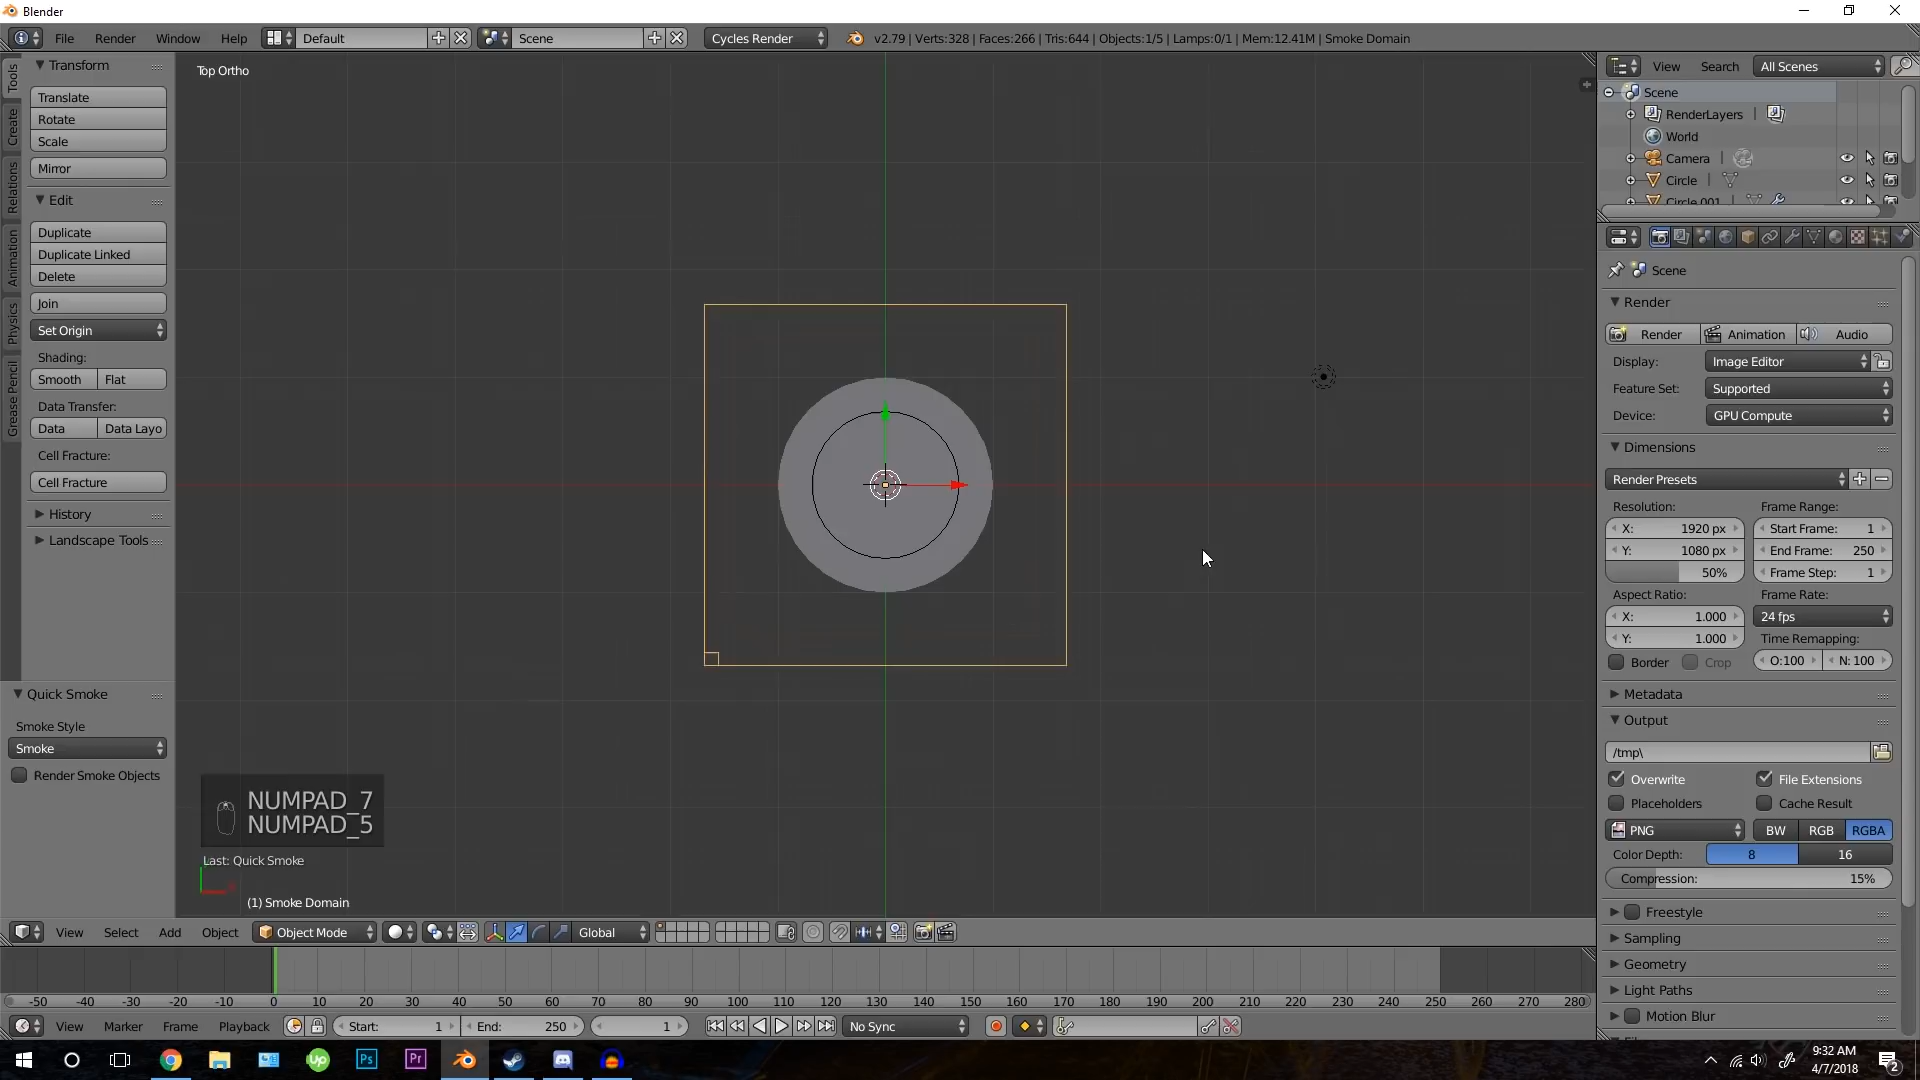 Blender
File
Render
Window
Help
Default
Scene
Cycles Render
v2.79 | Verts:328 | Faces:266 | Tris:644 | Objects:1/5 | Lamps:0/1 | Mem:12.41M | Smoke Domain
Tools
Create
Relations
Animation
Physics
Grease Pencil
Transform
Translate
Rotate
Scale
Mirror
Edit
Duplicate
Duplicate Linked
Delete
Join
Set Origin
Shading:
Smooth
Flat
Data Transfer:
Data
Data Layo
Cell Fracture:
Cell Fracture
History
Landscape Tools
Quick Smoke
Smoke Style
Smoke
Render Smoke Objects
Top Ortho
NUMPAD_7
NUMPAD_5
Last: Quick Smoke
(1) Smoke Domain
View
Search
All Scenes
Scene
RenderLayers
World
Camera
Circle
Circle.001
Scene
Render
Render
Animation
Audio
Display:
Image Editor
Feature Set:
Supported
Device:
GPU Compute
Dimensions
Render Presets
Resolution:
Frame Range:
X: 1920 px
Start Frame: 1
Y: 1080 px
End Frame: 250
50%
Frame Step: 1
Aspect Ratio:
Frame Rate:
X: 1.000
24 fps
Y: 1.000
Time Remapping:
Border
Crop
O:100
N: 100
Metadata
Output
/tmp\
Overwrite
File Extensions
Placeholders
Cache Result
PNG
BW
RGB
RGBA
Color Depth:
8
16
Compression: 15%
Freestyle
Sampling
Geometry
Light Paths
Motion Blur
View
Select
Add
Object
Object Mode
Global
-50 -40 -30 -20 -10 0 10 20 30 40 50 60 70 80 90 100 110 120 130 140 150 160 170 180 190 200 210 220 230 240 250 260 270 280
View
Marker
Frame
Playback
Start: 1
End: 250
1
No Sync
Up
Ps
Pr
9:32 AM
4/7/2018
2